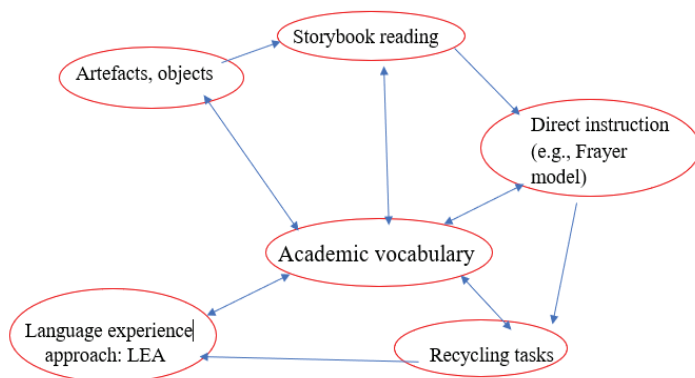 Storybook reading
Artefacts, objects
Direct instruction
(e.g., Frayer
model)
Academic vocabulary
Language experience
approach: LEA
Recycling tasks